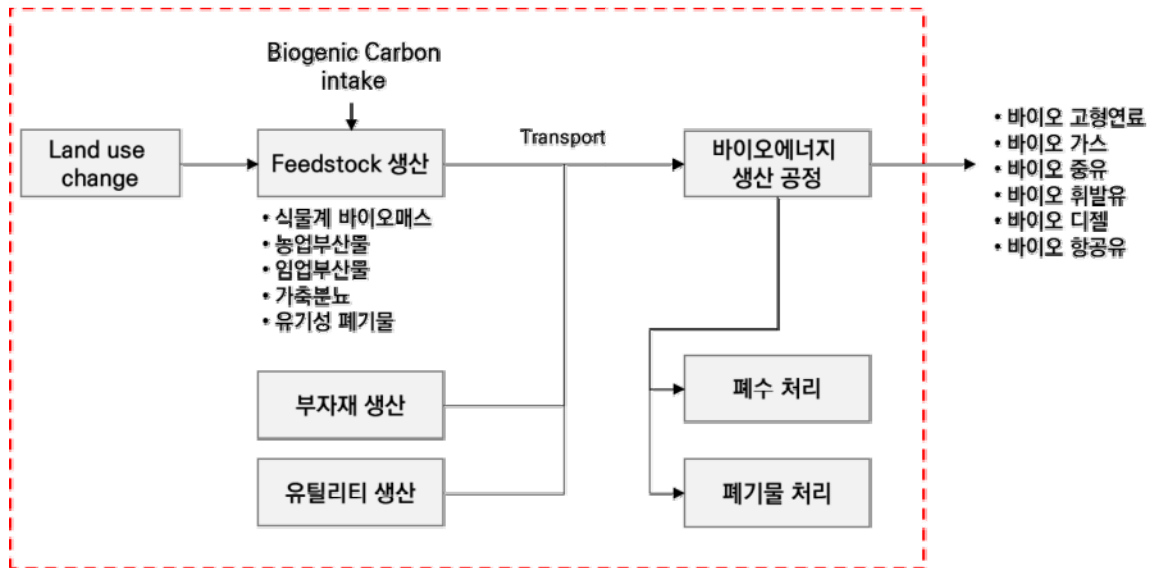 Biogenic Carbon
intake
Land use
change
Feedstock 생산
Transport
바이오에너지
생산 공정
• 바이오 고형연료
• 바이오 가스
• 바이오 중유
• 바이오 휘발유
• 바이오 디젤
• 바이오 항공유
• 식물계 바이오매스
• 농업부산물
• 임업부산물
• 가축분뇨
• 유기성 폐기물
부자재 생산
폐수 처리
유틸리티 생산
폐기물 처리